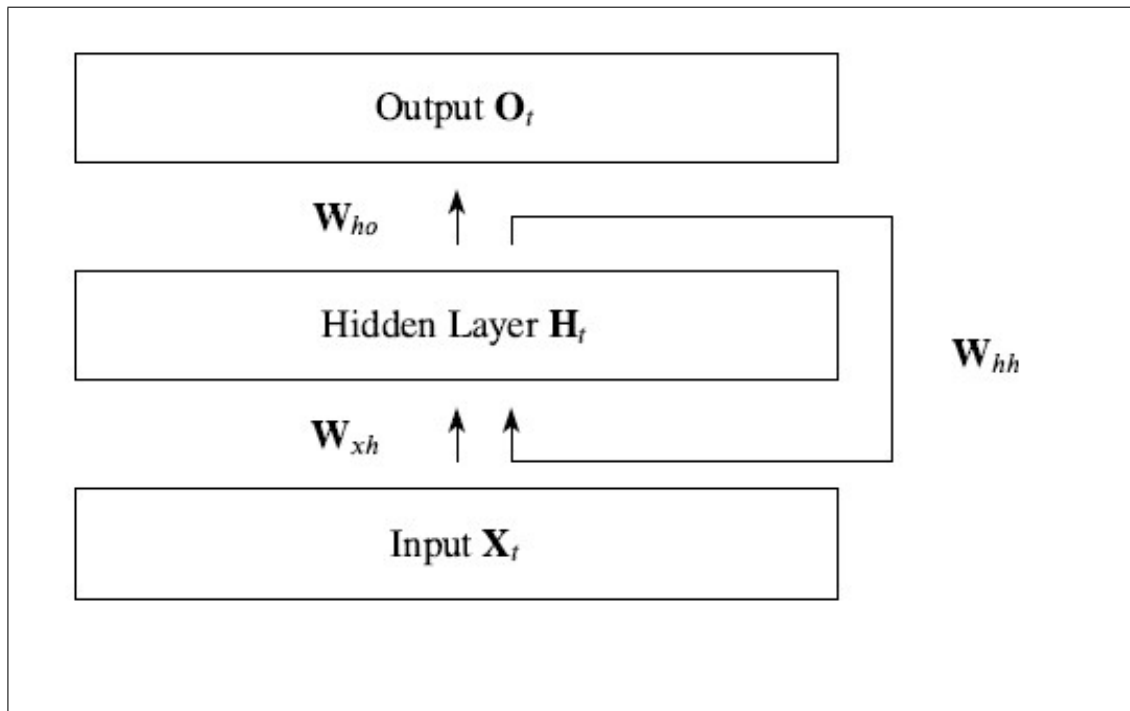 Output O_t
W_ho
Hidden Layer H_t
W_hh
W_xh
Input X_t